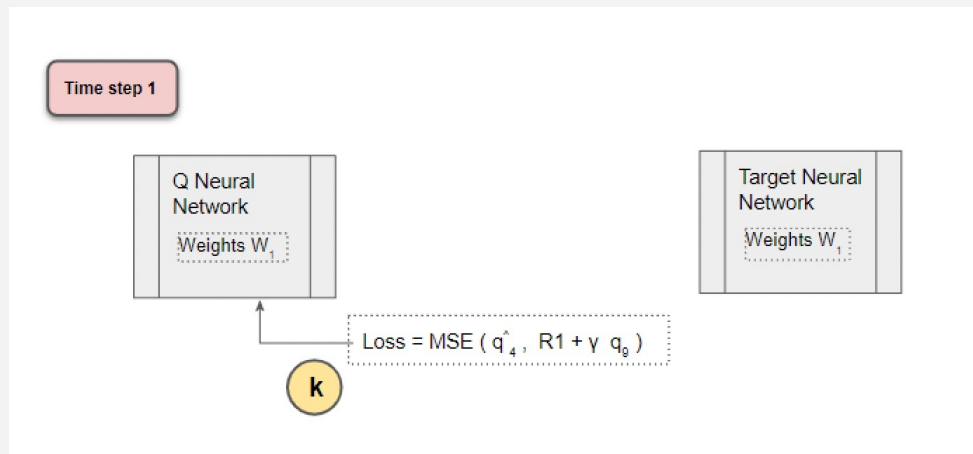 Time step 1
Q Neural
Network
Weights W₁
Target Neural
Network
Weights W₁
Loss = MSE ( q^₄ , R1 + γ q₉ )
k